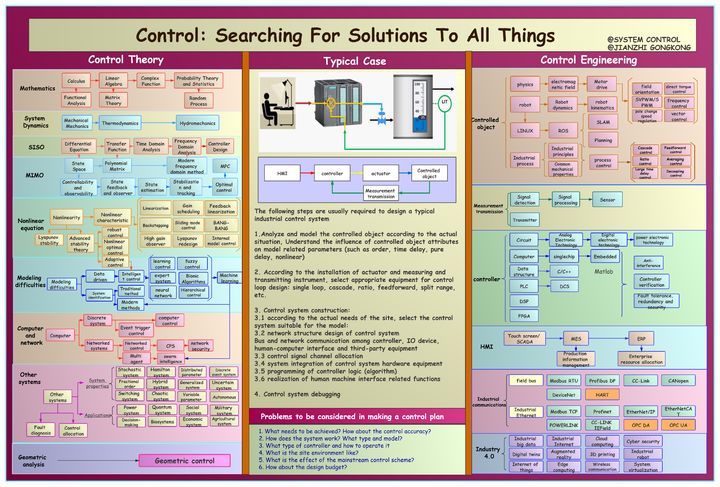 Control: Searching For Solutions To All Things
@SYSTEM CONTROL
@JIANZHI GONGKONG
Control Theory
Mathematics
Calculus
Linear Algebra
Complex Function
Probability Theory and Statistics
Functional Analysis
Matrix Theory
Random Process
System Dynamics
Mechanical Mechanics
Thermodynamics
Hydromechanics
SISO
Differential Equation
Transfer Function
Time Domain Analysis
Frequency Domain Analysis
Controller Design
MIMO
State Space
Polynomial Matrix
Modern frequency domain method
MPC
Controllability and observability
State feedback and observer
State estimation
Stabilization and tracking
Optimal control
Nonlinear equation
Nonlinearity
Nonlinear characteristic
Linearization
Gain scheduling
Feedback linearization
Lyapunov stability
Advanced stability theory
robust control
Nonlinear optimal control
Adaptive control
Backstepping
Sliding mode control
BANG-BANG
High gain observer
Lyapunov redesign
Internal model control
Modeling difficulties
Modeling difficulties
Data driven
Intelligent control
learning control
fuzzy control
Machine learning
System identification
Traditional method
expert system
Bionic Algorithms
Modern methods
neural network
Hierarchical control
Computer and network
Computer
Discrete system
computer control
Event trigger control
Networked systems
Networked control
CPS
network security
Multi agent
swarm intelligence
Other systems
Other systems
System properties
Applications
Fault diagnosis
Control allocation
Stochastic system
Hamilton system
Distributed parameter
Discrete event system
Fractional order
Hybrid system
Generalized system
Uncertain system
Switching system
Chaotic system
Variable parameter
Autonomous
Power system
Quantum system
Social system
Military system
Decision-making
Biosystems
Economic system
Agricultural system
Geometric analysis
Geometric control
Typical Case
UT
HMI
controller
actuator
Controlled object
Measurement transmission
The following steps are usually required to design a typical
industrial control system
1.Analyze and model the controlled object according to the actual
situation, Understand the influence of controlled object attributes
on model related parameters (such as order, time delay, pure
delay, nonlinear)
2. According to the installation of actuator and measuring and
transmitting instrument, select appropriate equipment for control
loop design: single loop, cascade, ratio, feedforward, split range,
etc.
3. Control system construction:
3.1 according to the actual needs of the site, select the control
system suitable for the model:
3.2 network structure design of control system
Bus and network communication among controller, IO device,
human-computer interface and third-party equipment
3.3 control signal channel allocation
3.4 system integration of control system hardware equipment
3.5 programming of controller logic (algorithm)
3.6 realization of human machine interface related functions
4. Control system debugging
Problems to be considered in making a control plan
1. What needs to be achieved? How about the control accuracy?
2. How does the system work? What type and model?
3. What type of controller and how to operate it
4. What is the site environment like?
5. What is the effect of the mainstream control scheme?
6. How about the design budget?
Control Engineering
Controlled object
physics
electromagnetic field
Motor drive
Field orientation
direct torque control
robot
Robot dynamics
robot kinematics
SVPWM/SPWM
Frequency control
pole change speed regulation
vector control
LINUX
ROS
SLAM
Planning
Industrial process
Industrial principles
Common mechanical properties
process control
Cascade control
Feedforward control
Ratio control
Averaging control
Large time delay control
Decoupling control
Measurement transmission
Signal detection
Signal processing
Sensor
Transmitter
controller
Circuit
Analog Electronic Technology
Digital electronic technology
power electronic technology
Computer
singlechip
Embedded
Matlab
Anti-interference
Data structure
C/C++
Controller verification
PLC
DCS
DSP
Fault tolerance, redundancy and security
FPGA
HMI
Touch screen/SCADA
MES
ERP
Production information management
Enterprise resource allocation
Industrial communications
field bus
Modbus RTU
Profibus DP
CC-Link
CANopen
DeviceNet
HART
Industrial Ethernet
Modbus TCP
Profinet
EtherNet/IP
EtherNetCAT
POWERLINK
CC-LINK IEField
OPC DA
OPC UA
Industry 4.0
Industrial big data
Industrial Internet
Cloud computing
Cyber security
Digital twins
Augmented reality
3D printing
Industrial robot
Internet of things
Edge computing
Wireless communication
System virtualization